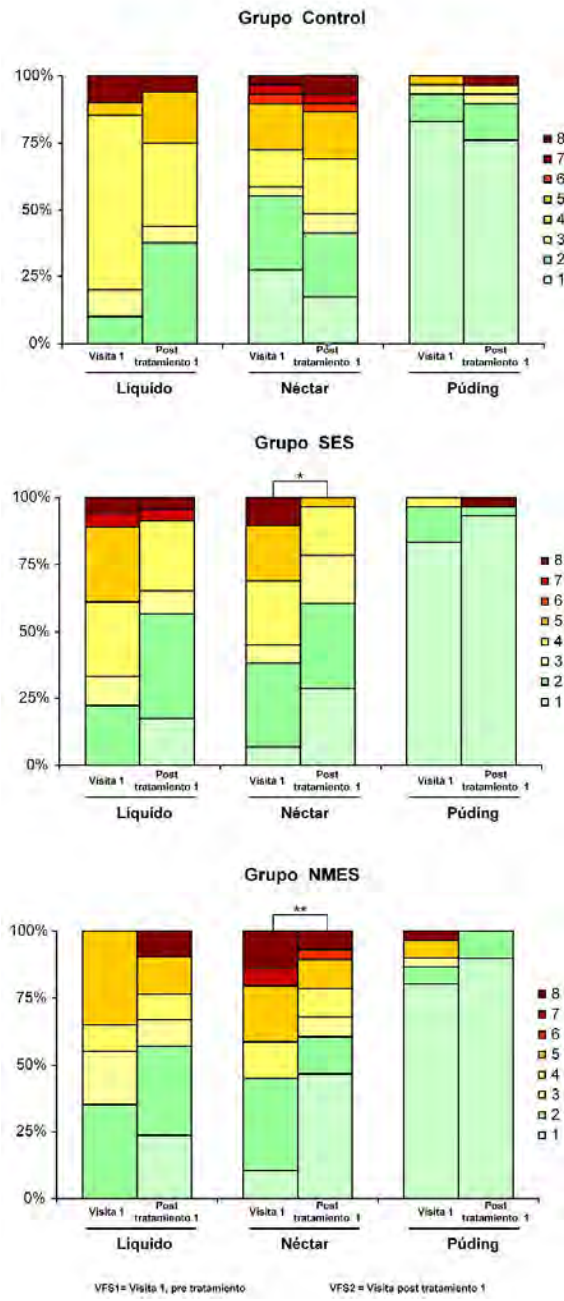 Grupo Control
100%
75%
50%
25%
0%
8
7
6
5
4
3
2
1
Visita 1
Post
tratamiento 1
Visita 1
Post
tratamiento 1
Visita 1
Post
tratamiento 1
Líquido
Néctar
Púding
Grupo SES
*
100%
75%
50%
25%
0%
8
7
6
5
4
3
2
1
Visita 1
Post
tratamiento 1
Visita 1
Post
tratamiento 1
Visita 1
Post
tratamiento 1
Líquido
Néctar
Púding
Grupo NMES
**
100%
75%
50%
25%
0%
8
7
6
5
4
3
2
1
Visita 1
Post
tratamiento.1
Visita 1
Post
tratamiento 1
Visita 1
Post
tratamiento 1
Líquido
Néctar
Púding
VFS1= Visita 1, pre tratamiento
VFS2 = Visita post tratamiento 1